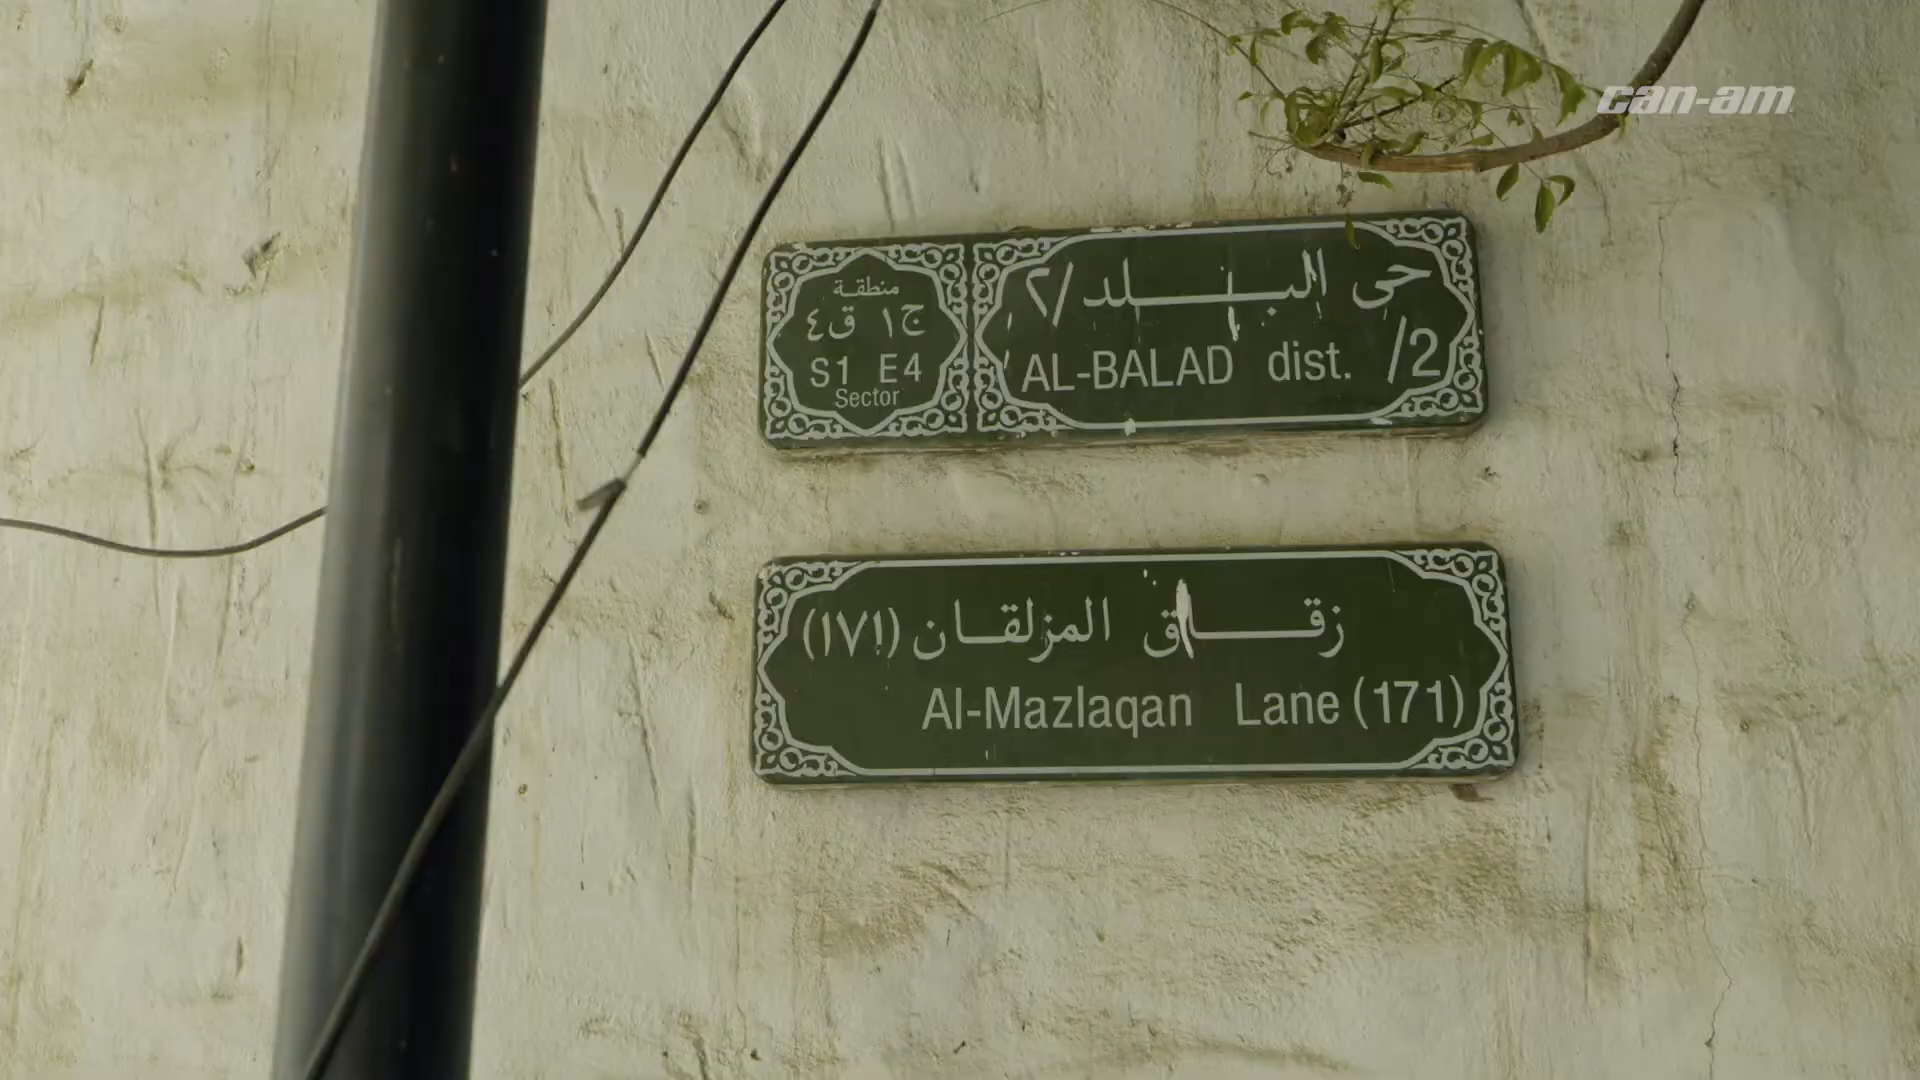 can-am
منطقة
ج١ ق٤
S1 E4
Sector
حى البـلد /٢
AL-BALAD dist. /2
زقاق المزلقان (١٧١)
Al-Mazlaqan Lane (171)